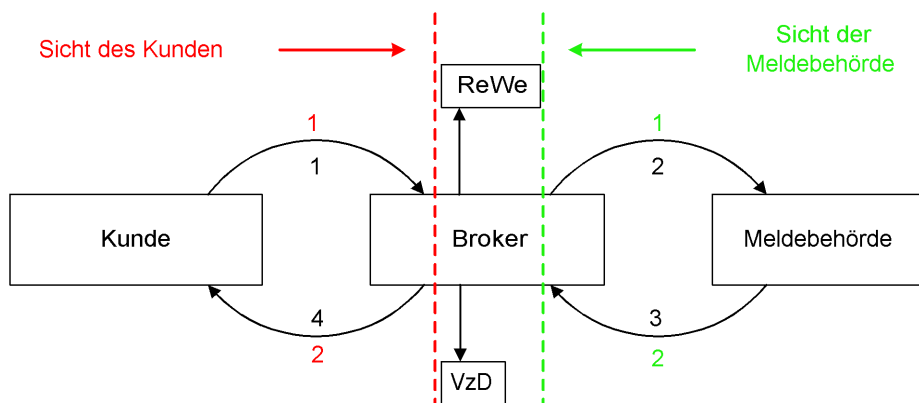 Sicht des Kunden
Sicht der
Meldebehörde
ReWe
1
1
1
2
Kunde
Broker
Meldebehörde
4
2
3
2
VzD